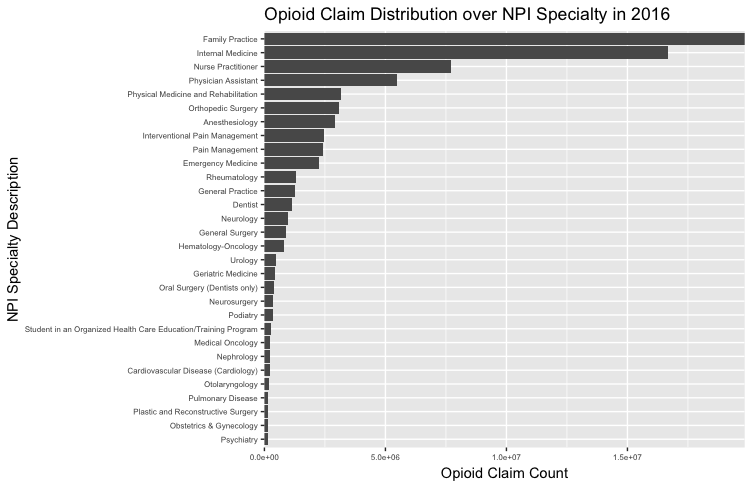 Opioid Claim Distribution over NPI Specialty in 2016
NPI Specialty Description
Family Practice
Internal Medicine
Nurse Practitioner
Physician Assistant
Physical Medicine and Rehabilitation
Orthopedic Surgery
Anesthesiology
Interventional Pain Management
Pain Management
Emergency Medicine
Rheumatology
General Practice
Dentist
Neurology
General Surgery
Hematology-Oncology
Urology
Geriatric Medicine
Oral Surgery (Dentists only)
Neurosurgery
Podiatry
Student in an Organized Health Care Education/Training Program
Medical Oncology
Nephrology
Cardiovascular Disease (Cardiology)
Otolaryngology
Pulmonary Disease
Plastic and Reconstructive Surgery
Obstetrics & Gynecology
Psychiatry
0.0e+00 5.0e+06 1.0e+07 1.5e+07
Opioid Claim Count